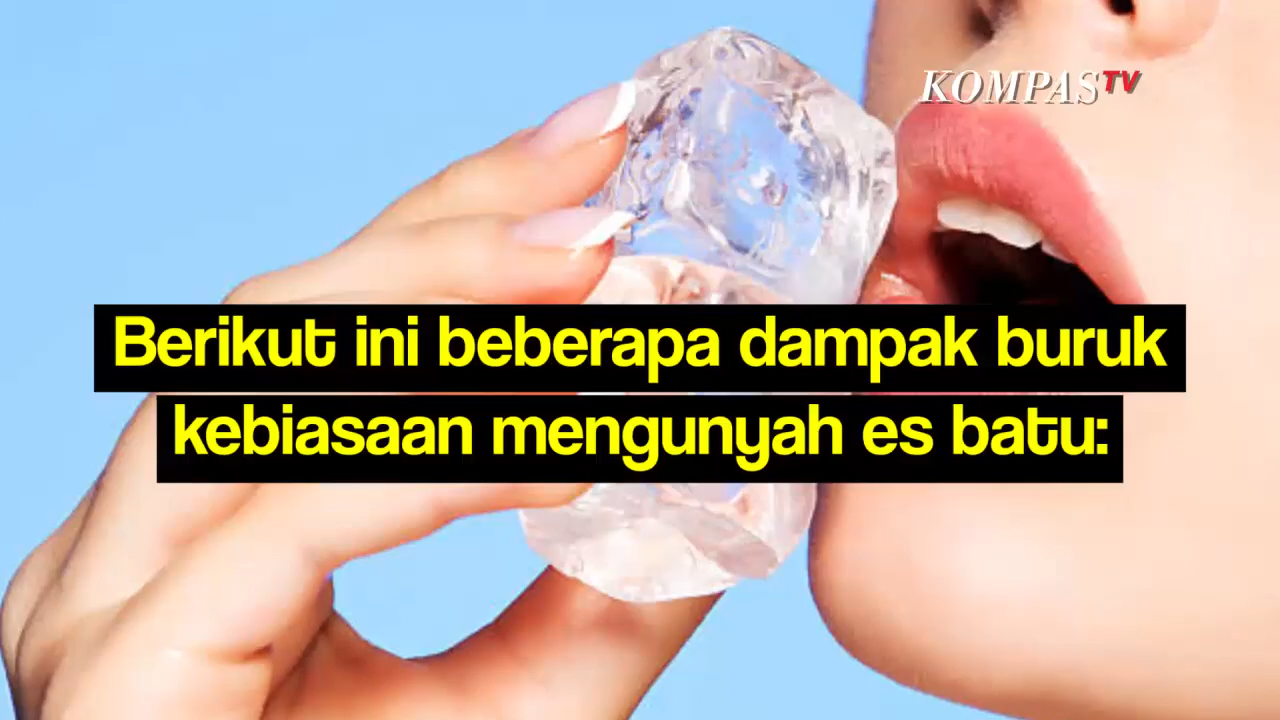 KOMPASTV
Berikut ini beberapa dampak buruk
kebiasaan mengunyah es batu: